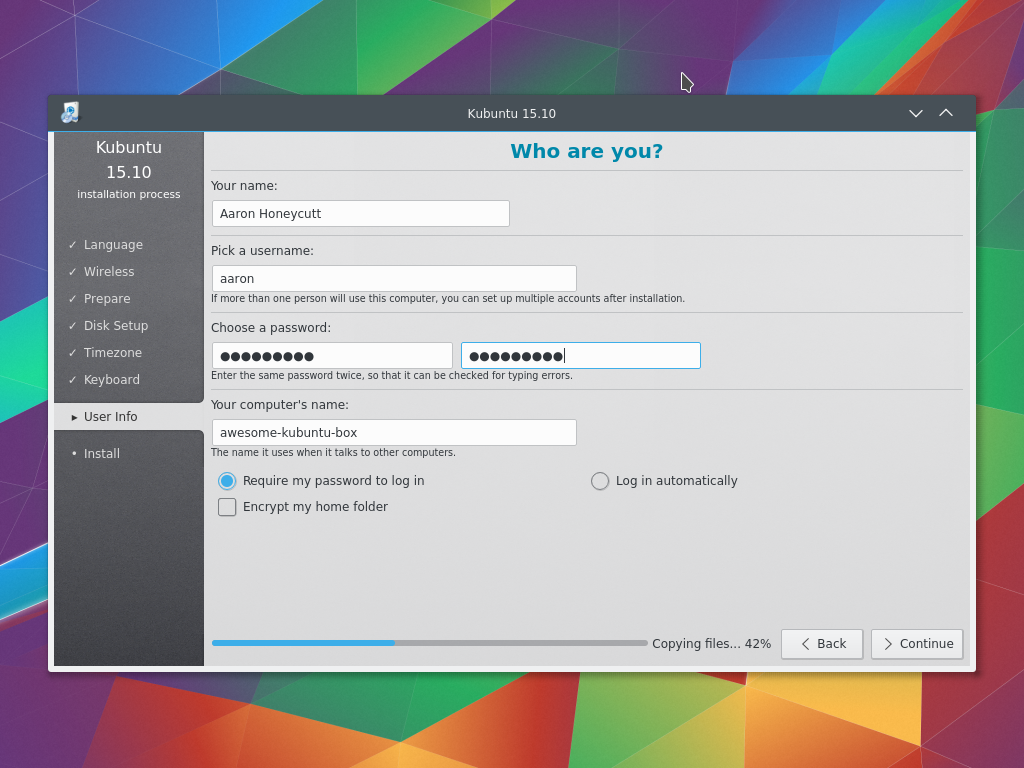 Kubuntu 15.10
Kubuntu
15.10
installation process
✓ Language
✓ Wireless
✓ Prepare
✓ Disk Setup
✓ Timezone
✓ Keyboard
▸ User Info
• Install
Who are you?
Your name:
Aaron Honeycutt
Pick a username:
aaron
If more than one person will use this computer, you can set up multiple accounts after installation.
Choose a password:
●●●●●●●●● ●●●●●●●●●
Enter the same password twice, so that it can be checked for typing errors.
Your computer's name:
awesome-kubuntu-box
The name it uses when it talks to other computers.
Require my password to log in Log in automatically
Encrypt my home folder
Copying files... 42% Back Continue